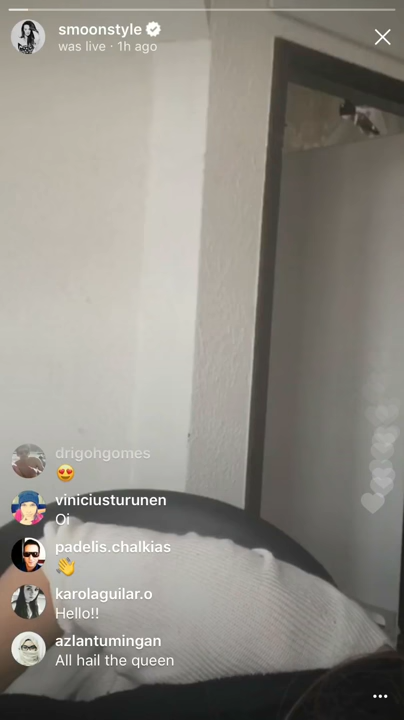 smoonstyle
was live · 1h ago
drigohgomes
😍
viniciusturunen
Oi
padelis.chalkias
👋
karolaguilar.o
Hello!!
azlantumingan
All hail the queen